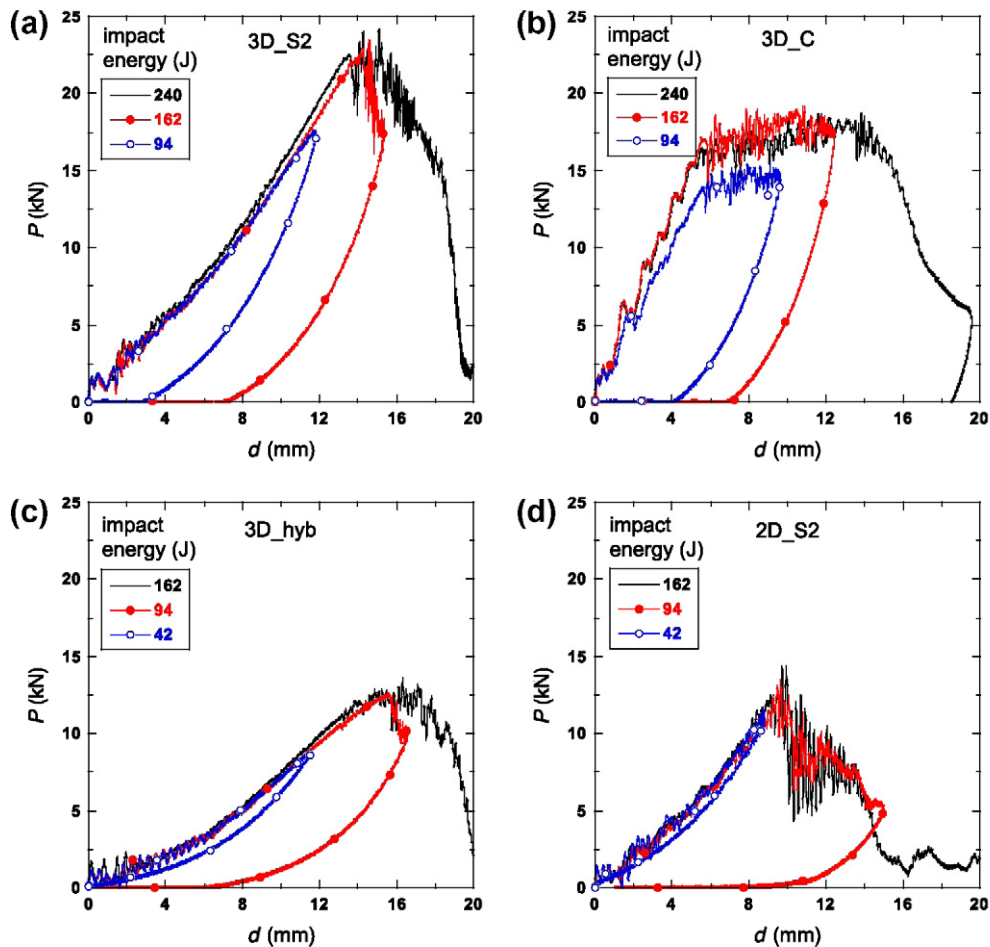 (a)
impact
energy (J)
240
162
94
3D_S2
P (kN)
25
20
15
10
5
0
0 4 8 12 16 20
d (mm)
(b)
impact
energy (J)
240
162
94
3D_C
P (kN)
25
20
15
10
5
0
0 4 8 12 16 20
d (mm)
(c)
impact
energy (J)
162
94
42
3D_hyb
P (kN)
25
20
15
10
5
0
0 4 8 12 16 20
d (mm)
(d)
impact
energy (J)
162
94
42
2D_S2
P (kN)
25
20
15
10
5
0
0 4 8 12 16 20
d (mm)